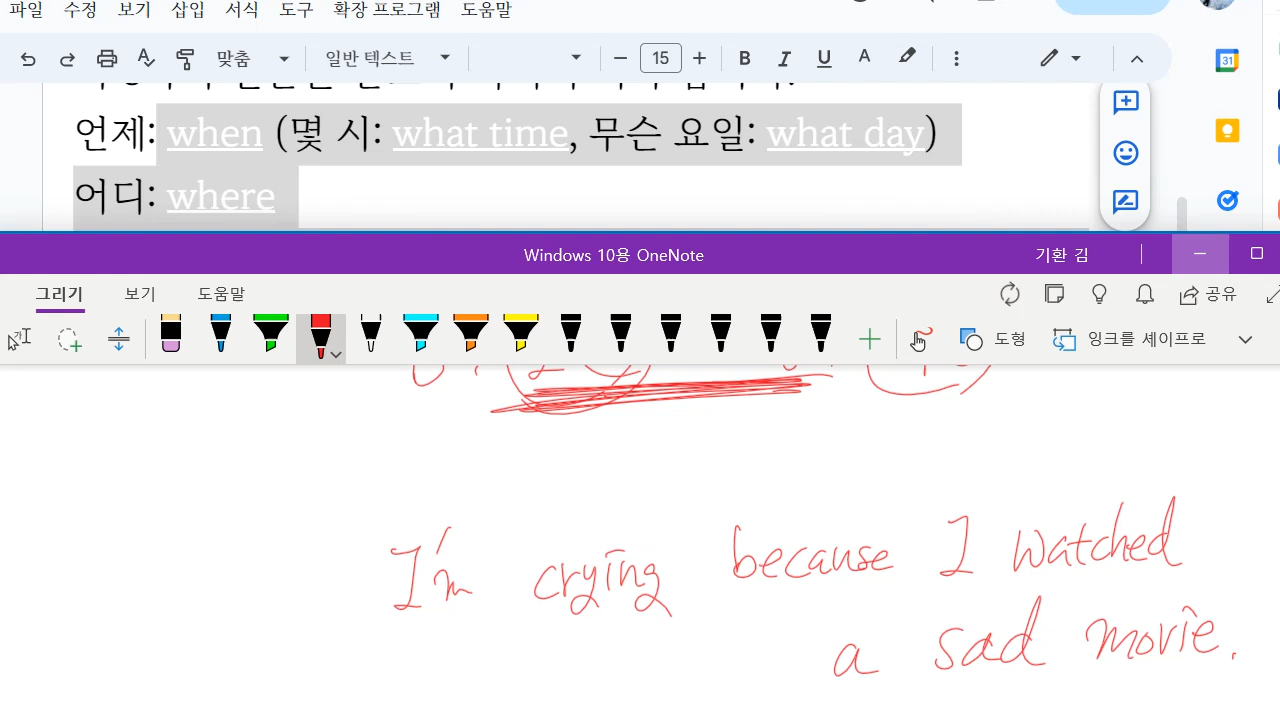 파일 수정 보기 삽입 서식 도구 확장 프로그램 도움말
맞춤 일반 텍스트 15 B I U A
31
언제: when (몇 시: what time, 무슨 요일: what day)
어디: where
Windows 10용 OneNote 기환 김
그리기 보기 도움말 공유
가 도형 잉크를 셰이프로
I'm crying because I watched
a sad movie.